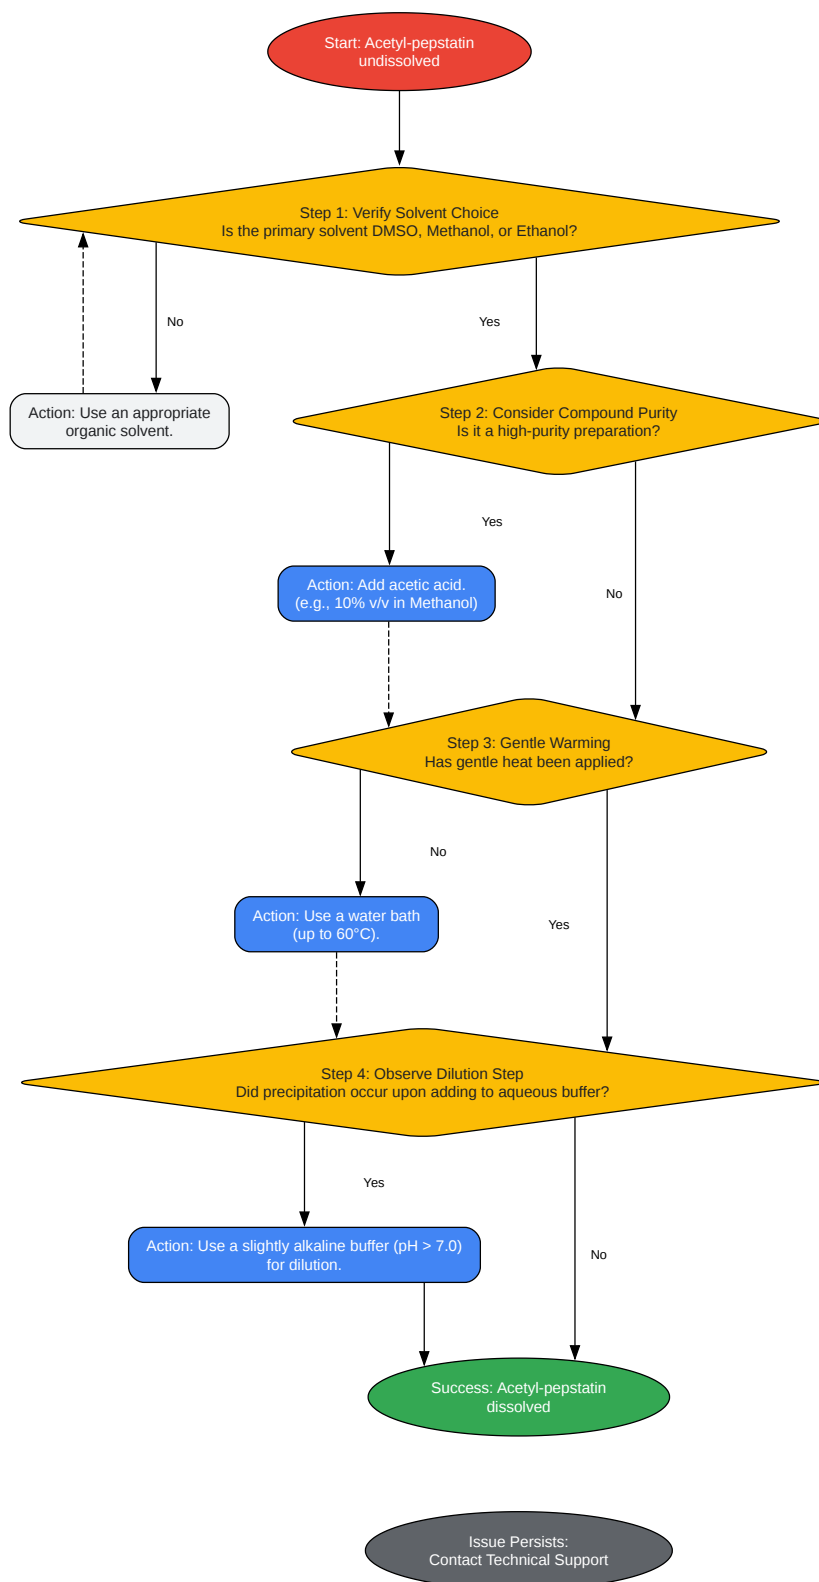 Start: Acetyl-pepstatin
undissolved
Step 1: Verify Solvent Choice
Is the primary solvent DMSO, Methanol, or Ethanol?
No
Yes
Action: Use an appropriate
organic solvent.
Step 2: Consider Compound Purity
Is it a high-purity preparation?
Yes
Action: Add acetic acid.
(e.g., 10% v/v in Methanol)
No
Step 3: Gentle Warming
Has gentle heat been applied?
No
Action: Use a water bath
(up to 60°C).
Yes
Step 4: Observe Dilution Step
Did precipitation occur upon adding to aqueous buffer?
Yes
Action: Use a slightly alkaline buffer (pH > 7.0)
for dilution.
No
Success: Acetyl-pepstatin
dissolved
Issue Persists:
Contact Technical Support